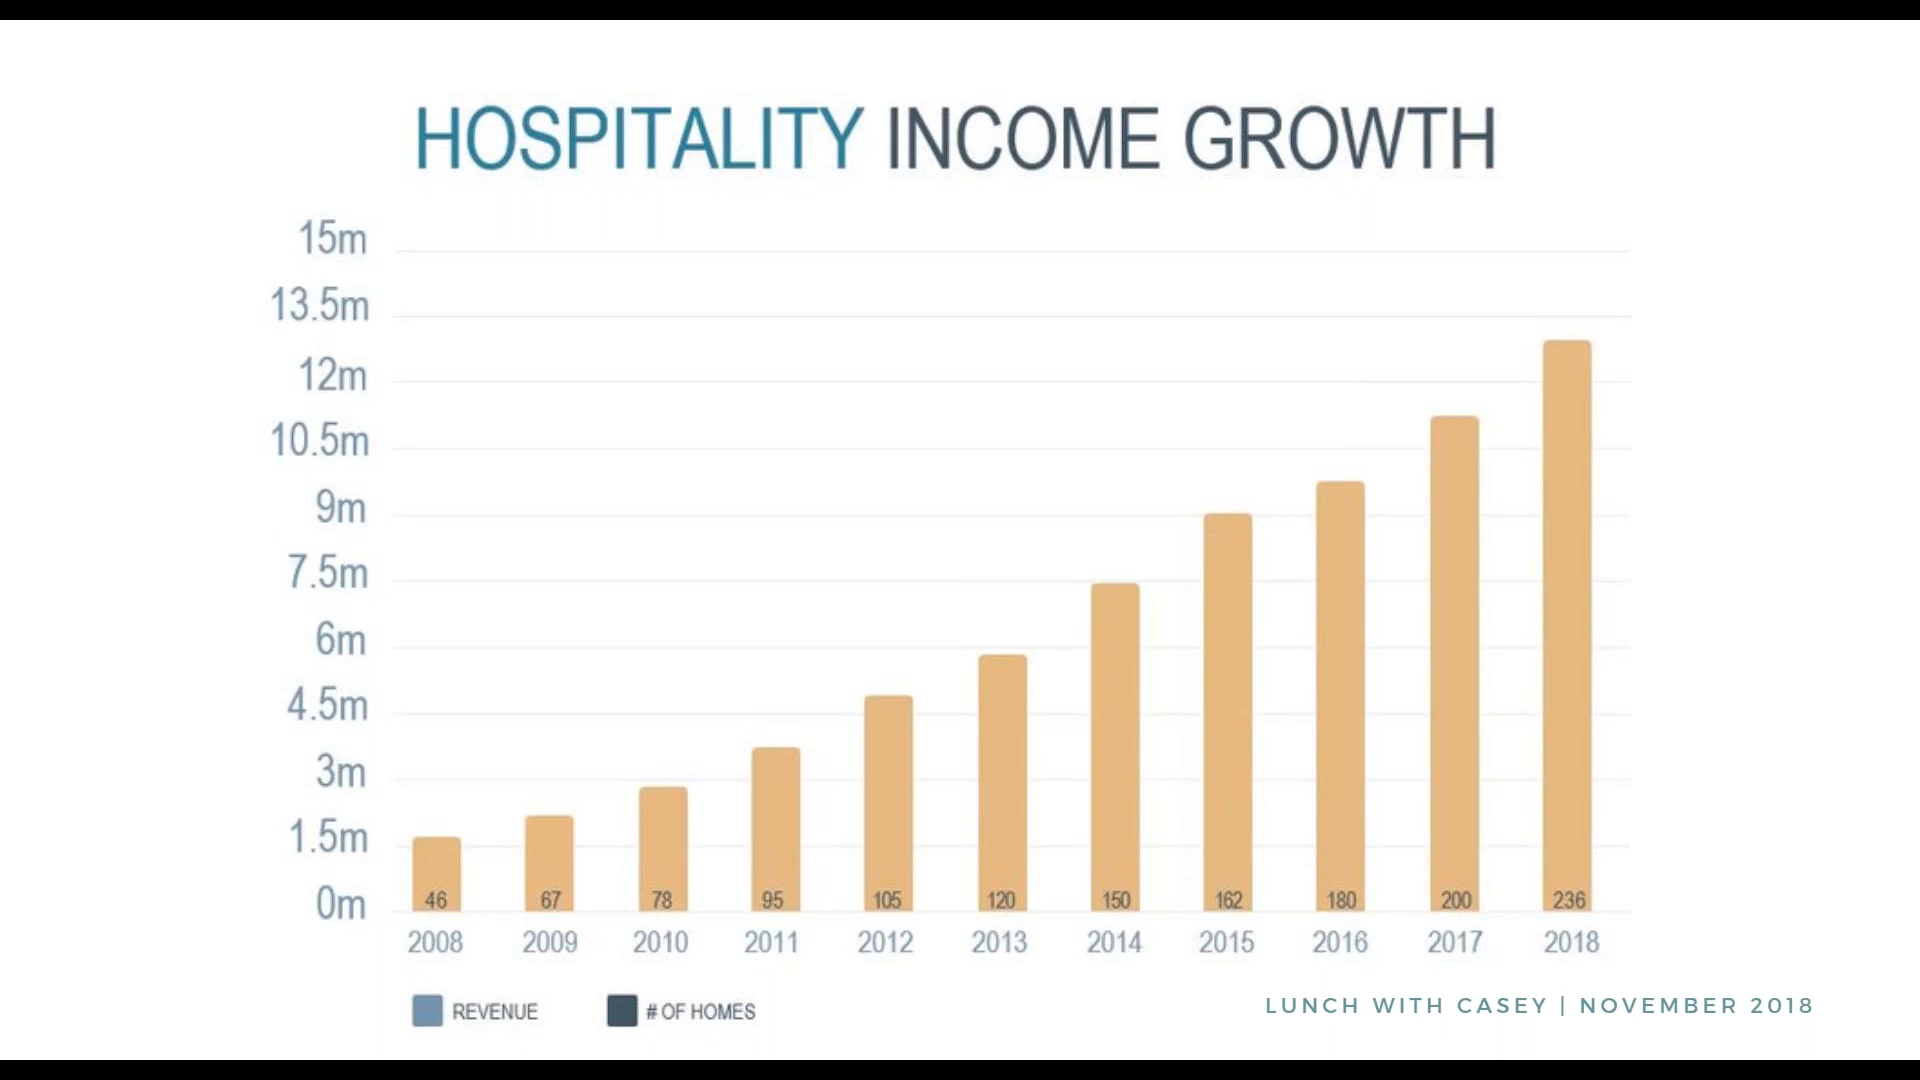 HOSPITALITY INCOME GROWTH
15m
13.5m
12m
10.5m
9m
7.5m
6m
4.5m
3m
1.5m
0m
46 67 78 95 105 120 150 162 180 200 236
2008 2009 2010 2011 2012 2013 2014 2015 2016 2017 2018
REVENUE # OF HOMES
LUNCH WITH CASEY | NOVEMBER 2018